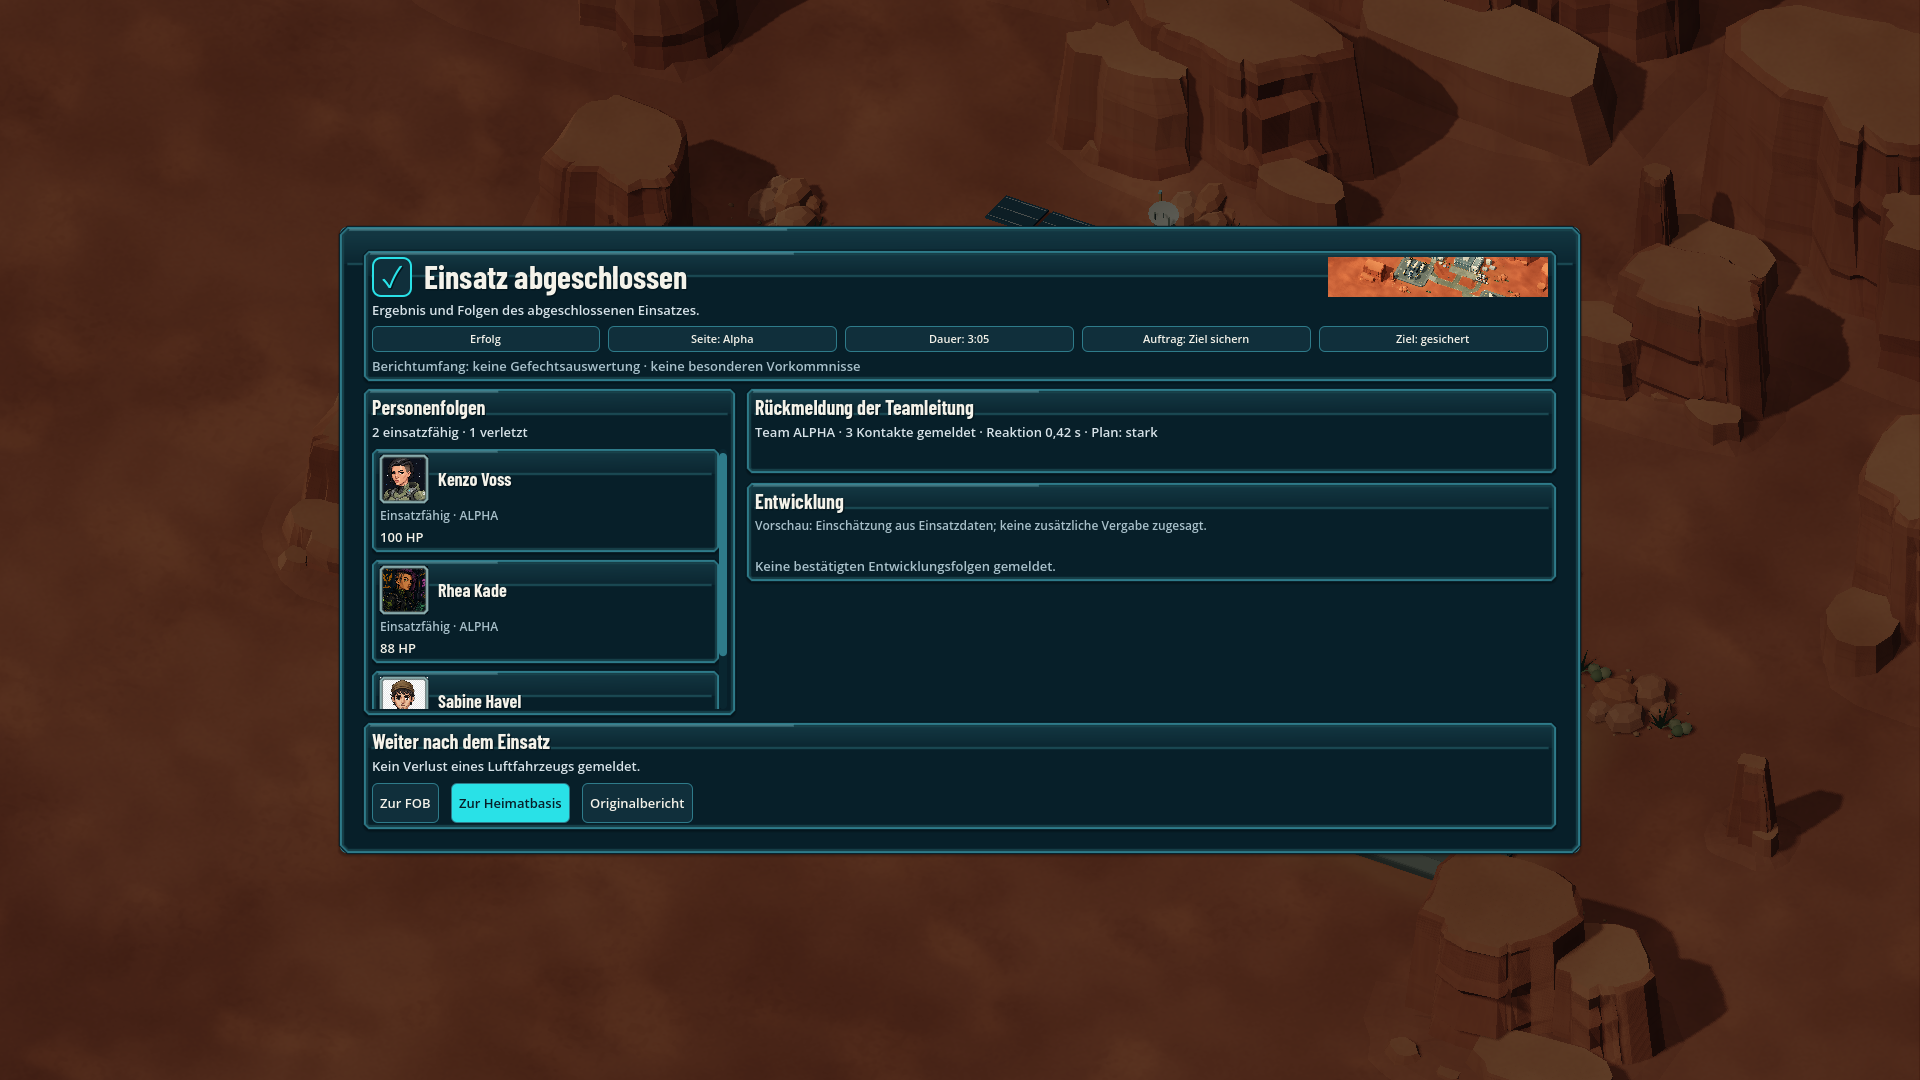 Einsatz abgeschlossen
Ergebnis und Folgen des abgeschlossenen Einsatzes.
Erfolg
Seite: Alpha
Dauer: 3:05
Auftrag: Ziel sichern
Ziel: gesichert
Berichtumfang: keine Gefechtsauswertung · keine besonderen Vorkommnisse
Personenfolgen
2 einsatzfähig · 1 verletzt
Kenzo Voss
Einsatzfähig · ALPHA
100 HP
Rhea Kade
Einsatzfähig · ALPHA
88 HP
Sabine Havel
Rückmeldung der Teamleitung
Team ALPHA · 3 Kontakte gemeldet · Reaktion 0,42 s · Plan: stark
Entwicklung
Vorschau: Einschätzung aus Einsatzdaten; keine zusätzliche Vergabe zugesagt.
Keine bestätigten Entwicklungsfolgen gemeldet.
Weiter nach dem Einsatz
Kein Verlust eines Luftfahrzeugs gemeldet.
Zur FOB
Zur Heimatbasis
Originalbericht